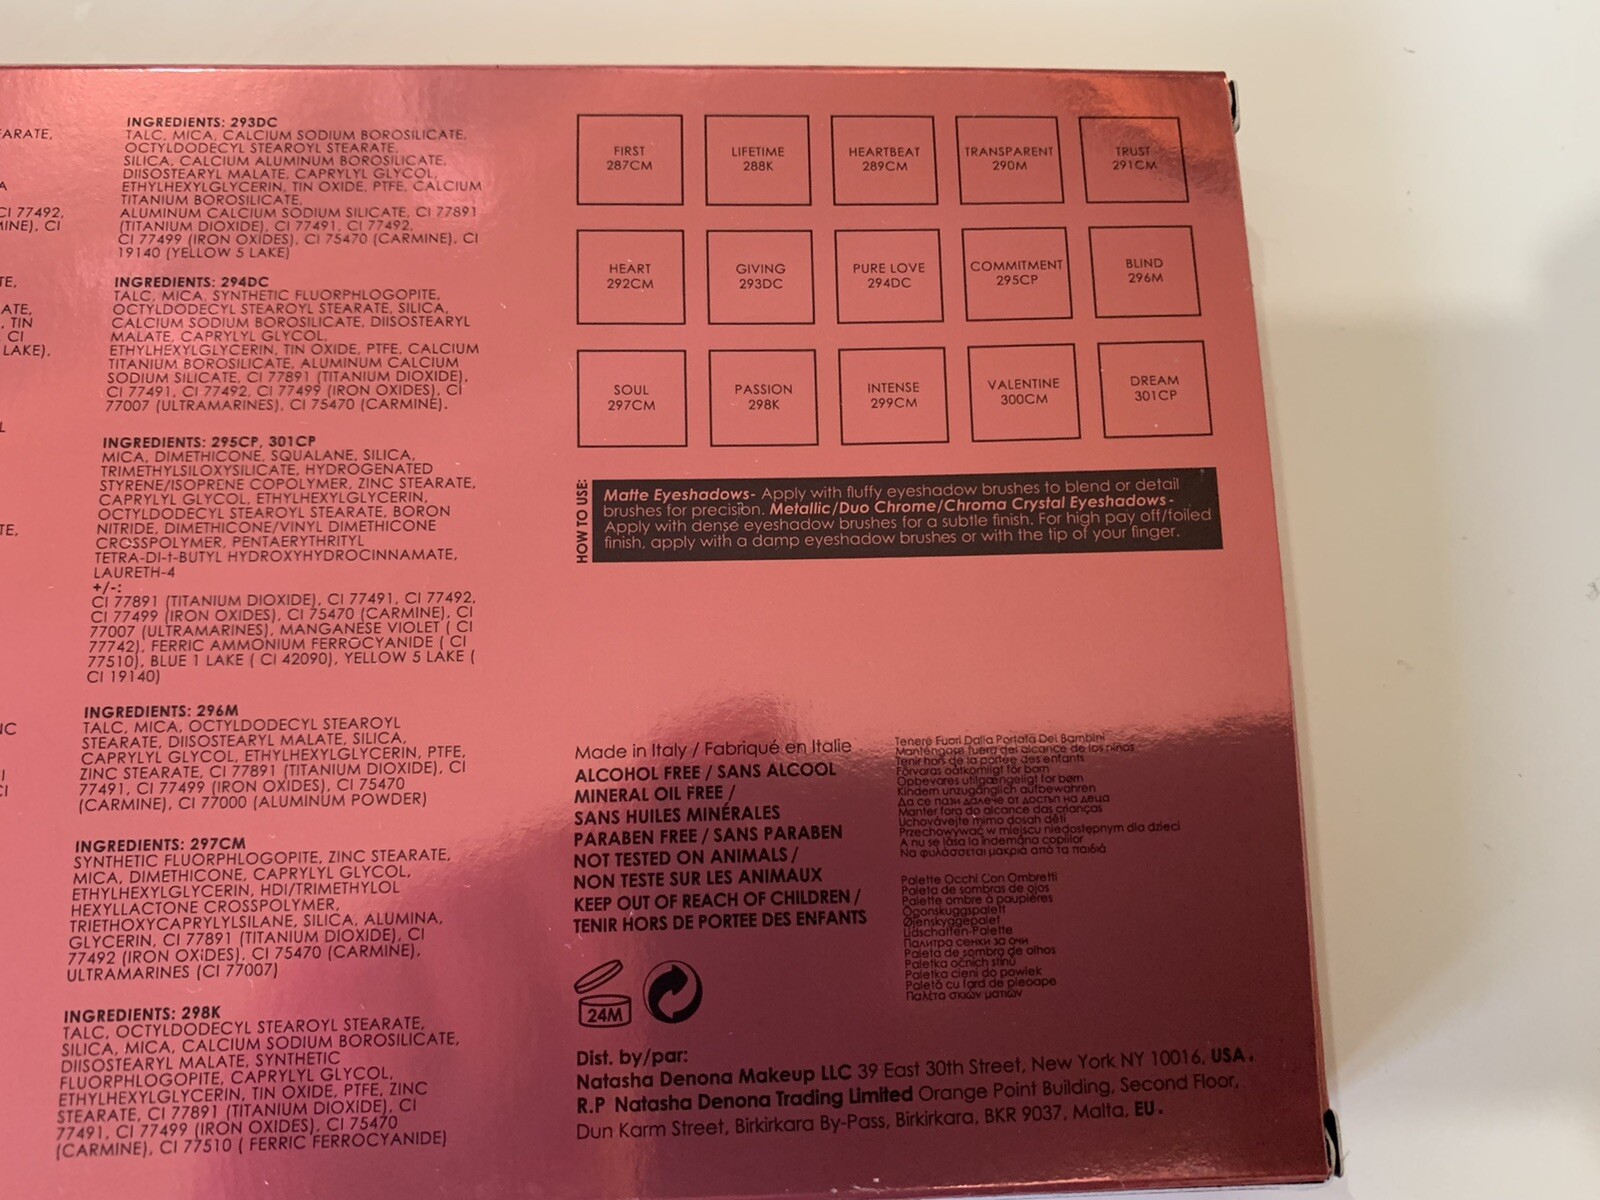 ARATE,
A
CI 77492,
MINE), CI
TE,
ATE,
, TIN
CI
LAKE),
L
TE,
NC
I
CI
INGREDIENTS: 293DC
TALC, MICA, CALCIUM SODIUM BOROSILICATE,
OCTYLDODECYL STEAROYL STEARATE,
SILICA, CALCIUM ALUMINUM BOROSILICATE,
DIISOSTEARYL MALATE, CAPRYLYL GLYCOL,
ETHYLHEXYLGLYCERIN, TIN OXIDE, PTFE, CALCIUM
TITANIUM BOROSILICATE,
ALUMINUM CALCIUM SODIUM SILICATE, CI 77891
(TITANIUM DIOXIDE), CI 77491, CI 77492,
CI 77499 (IRON OXIDES), CI 75470 (CARMINE), CI
19140 (YELLOW 5 LAKE)
INGREDIENTS: 294DC
TALC, MICA, SYNTHETIC FLUORPHLOGOPITE,
OCTYLDODECYL STEAROYL STEARATE, SILICA,
CALCIUM SODIUM BOROSILICATE, DIISOSTEARYL
MALATE, CAPRYLYL GLYCOL,
ETHYLHEXYLGLYCERIN, TIN OXIDE, PTFE, CALCIUM
TITANIUM BOROSILICATE, ALUMINUM CALCIUM
SODIUM SILICATE, CI 77891 (TITANIUM DIOXIDE),
CI 77491, CI 77492, CI 77499 (IRON OXIDES), CI
77007 (ULTRAMARINES), CI 75470 (CARMINE).
INGREDIENTS: 295CP, 301CP
MICA, DIMETHICONE, SQUALANE, SILICA,
TRIMETHYLSILOXYSILICATE, HYDROGENATED
STYRENE/ISOPRENE COPOLYMER, ZINC STEARATE,
CAPRYLYL GLYCOL, ETHYLHEXYLGLYCERIN,
OCTYLDODECYL STEAROYL STEARATE, BORON
NITRIDE, DIMETHICONE/VINYL DIMETHICONE
CROSSPOLYMER, PENTAERYTHRITYL
TETRA-DI-t-BUTYL HYDROXYHYDROCINNAMATE,
LAURETH-4
+/-:
CI 77891 (TITANIUM DIOXIDE), CI 77491, CI 77492,
CI 77499 (IRON OXIDES), CI 75470 (CARMINE), CI
77007 (ULTRAMARINES), MANGANESE VIOLET ( CI
77742), FERRIC AMMONIUM FERROCYANIDE ( CI
77510), BLUE 1 LAKE ( CI 42090), YELLOW 5 LAKE (
CI 19140)
INGREDIENTS: 296M
TALC, MICA, OCTYLDODECYL STEAROYL
STEARATE, DIISOSTEARYL MALATE, SILICA,
CAPRYLYL GLYCOL, ETHYLHEXYLGLYCERIN, PTFE,
ZINC STEARATE, CI 77891 (TITANIUM DIOXIDE), CI
77491, CI 77499 (IRON OXIDES), CI 75470
(CARMINE), CI 77000 (ALUMINUM POWDER)
INGREDIENTS: 297CM
SYNTHETIC FLUORPHLOGOPITE, ZINC STEARATE,
MICA, DIMETHICONE, CAPRYLYL GLYCOL,
ETHYLHEXYLGLYCERIN, HDI/TRIMETHYLOL
HEXYLLACTONE CROSSPOLYMER,
TRIETHOXYCAPRYLYLSILANE, SILICA, ALUMINA,
GLYCERIN, CI 77891 (TITANIUM DIOXIDE), CI
77492 (IRON OXIDES), CI 75470 (CARMINE),
ULTRAMARINES (CI 77007)
INGREDIENTS: 298K
TALC, OCTYLDODECYL STEAROYL STEARATE,
SILICA, MICA, CALCIUM SODIUM BOROSILICATE,
DIISOSTEARYL MALATE, SYNTHETIC
FLUORPHLOGOPITE, CAPRYLYL GLYCOL,
ETHYLHEXYLGLYCERIN, TIN OXIDE, PTFE, ZINC
STEARATE, CI 77891 (TITANIUM DIOXIDE), CI
77491, CI 77499 (IRON OXIDES), CI 75470
(CARMINE), CI 77510 ( FERRIC FERROCYANIDE)
FIRST
287CM
LIFETIME
288K
HEARTBEAT
289CM
TRANSPARENT
290M
TRUST
291CM
HEART
292CM
GIVING
293DC
PURE LOVE
294DC
COMMITMENT
295CP
BLIND
296M
SOUL
297CM
PASSION
298K
INTENSE
299CM
VALENTINE
300CM
DREAM
301CP
HOW TO USE:
Matte Eyeshadows- Apply with fluffy eyeshadow brushes to blend or detail
brushes for precision. Metallic/Duo Chrome/Chroma Crystal Eyeshadows-
Apply with dense eyeshadow brushes for a subtle finish. For high pay off/foiled
finish, apply with a damp eyeshadow brushes or with the tip of your finger.
Made in Italy / Fabriqué en Italie
ALCOHOL FREE / SANS ALCOOL
MINERAL OIL FREE /
SANS HUILES MINÉRALES
PARABEN FREE / SANS PARABEN
NOT TESTED ON ANIMALS /
NON TESTE SUR LES ANIMAUX
KEEP OUT OF REACH OF CHILDREN /
TENIR HORS DE PORTEE DES ENFANTS
24M
Tenere Fuori Dalla Portata Dei Bambini
Manténgase fuera del alcance de los niños
Tenir hors de la portée des enfants
Förvaras oåtkomligt för barn
Opbevares utilgængeligt for børn
Kindern unzugänglich aufbewahren
Да се пази далече от достъп на деца
Manter fora do alcance das crianças
Uchovávejte mimo dosah dětí
Przechowywać w miejscu niedostępnym dla dzieci
A nu se lăsa la îndemâna copiilor
Να φυλάσσεται μακριά από τα παιδιά
Palette Occhi Con Ombretti
Paleta de sombras de ojos
Palette ombre à paupières
Ögonskuggspalett
Øjenskyggepalet
Lidschatten-Palette
Палитра сенки за очи
Paleta de sombra de olhos
Paletka očních stínů
Paletka cieni do powiek
Paletă cu fard de pleoape
Παλέτα σκιών ματιών
Dist. by/par:
Natasha Denona Makeup LLC 39 East 30th Street, New York NY 10016, USA.
R.P Natasha Denona Trading Limited Orange Point Building, Second Floor,
Dun Karm Street, Birkirkara By-Pass, Birkirkara, BKR 9037, Malta, EU.